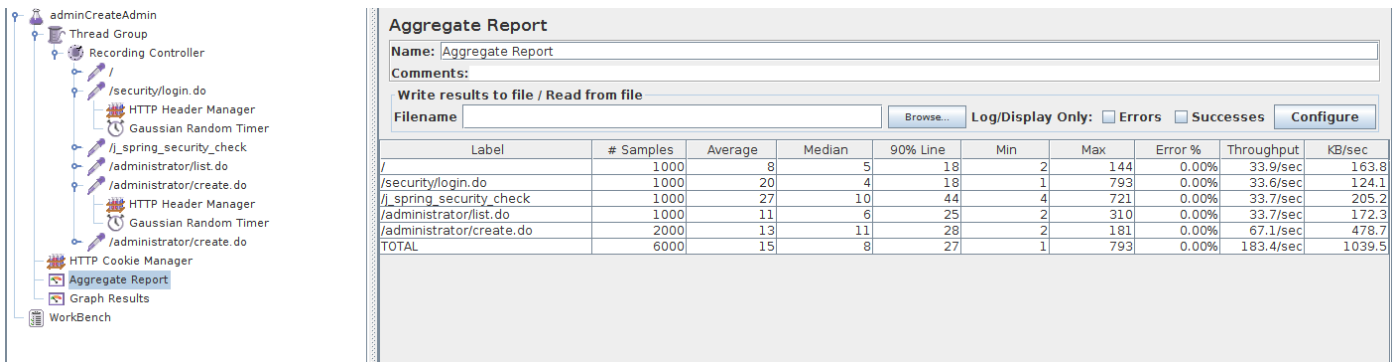 adminCreateAdmin
Thread Group
Recording Controller
/
/security/login.do
HTTP Header Manager
Gaussian Random Timer
/j_spring_security_check
/administrator/list.do
/administrator/create.do
HTTP Header Manager
Gaussian Random Timer
/administrator/create.do
HTTP Cookie Manager
Aggregate Report
Graph Results
WorkBench
Aggregate Report
Name: Aggregate Report
Comments:
Write results to file / Read from file
Filename Browse... Log/Display Only: Errors Successes Configure
Label # Samples Average Median 90% Line Min Max Error % Throughput KB/sec
/ 1000 8 5 18 2 144 0.00% 33.9/sec 163.8
/security/login.do 1000 20 4 18 1 793 0.00% 33.6/sec 124.1
/j_spring_security_check 1000 27 10 44 4 721 0.00% 33.7/sec 205.2
/administrator/list.do 1000 11 6 25 2 310 0.00% 33.7/sec 172.3
/administrator/create.do 2000 13 11 28 2 181 0.00% 67.1/sec 478.7
TOTAL 6000 15 8 27 1 793 0.00% 183.4/sec 1039.5